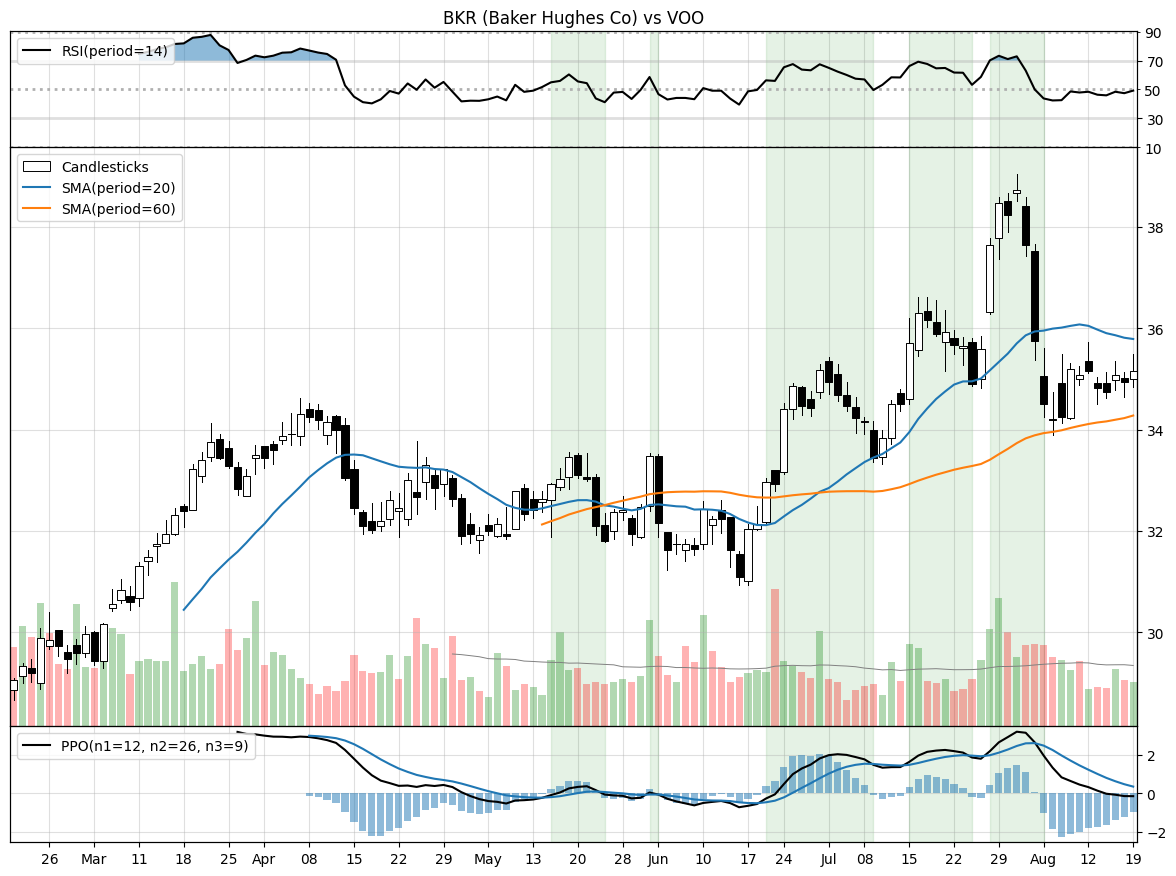 BKR (Baker Hughes Co) vs VOO
RSI(period=14)
90
70
50
30
10
Candlesticks
SMA(period=20)
SMA(period=60)
38
36
34
32
30
PPO(n1=12, n2=26, n3=9)
2
0
−2
26 Mar 11 18 25 Apr 08 15 22 29 May 13 20 28 Jun 10 17 24 Jul 08 15 22 29 Aug 12 19